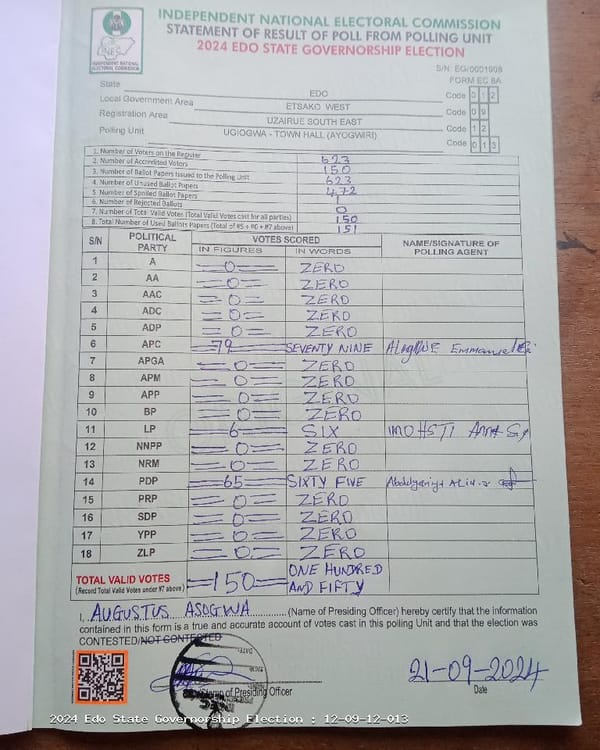 INDEPENDENT NATIONAL ELECTORAL COMMISSION
STATEMENT OF RESULT OF POLL FROM POLLING UNIT
2024 EDO STATE GOVERNORSHIP ELECTION
INEC
INDEPENDENT NATIONAL ELECTORAL COMMISSION
S/N: EG/0001908
FORM EC 8A
State EDO Code 0 1 2
Local Government Area ETSAKO WEST Code 0 9
Registration Area UZAIRUE SOUTH EAST Code 1 2
Polling Unit UGIOGWA - TOWN HALL (AYOGWIRI) Code 0 1 3
1. Number of Voters on the Register 623
2. Number of Accredited Voters 150
3. Number of Ballot Papers Issued to the Polling Unit 623
4. Number of Unused Ballot Papers 472
5. Number of Spoiled Ballot Papers 1
6. Number of Rejected Ballots 0
7. Number of Total Valid Votes (Total Valid Votes cast for all parties) 150
8. Total Number of Used Ballots Papers (Total of #5 + #6 + #7 above) 151
S/N POLITICAL PARTY VOTES SCORED NAME/SIGNATURE OF POLLING AGENT
IN FIGURES IN WORDS
1 A 0 ZERO
2 AA 0 ZERO
3 AAC 0 ZERO
4 ADC 0 ZERO
5 ADP 0 ZERO
6 APC 79 SEVENTY NINE Emmanuel
7 APGA 0 ZERO
8 APM 0 ZERO
9 APP 0 ZERO
10 BP 0 ZERO
11 LP 6 SIX
12 NNPP 0 ZERO
13 NRM 0 ZERO
14 PDP 65 SIXTY FIVE
15 PRP 0 ZERO
16 SDP 0 ZERO
17 YPP 0 ZERO
18 ZLP 0 ZERO
TOTAL VALID VOTES 150 ONE HUNDRED
(Record Total Valid Votes under #7 above) AND FIFTY
I, AUGUSTUS ASOGWA (Name of Presiding Officer) hereby certify that the information
contained in this form is a true and accurate account of votes cast in this polling Unit and that the election was
CONTESTED/NOT CONTESTED
21-09-2024
Stamp of Presiding Officer Date
2024 Edo State Governorship Election : 12-09-12-013